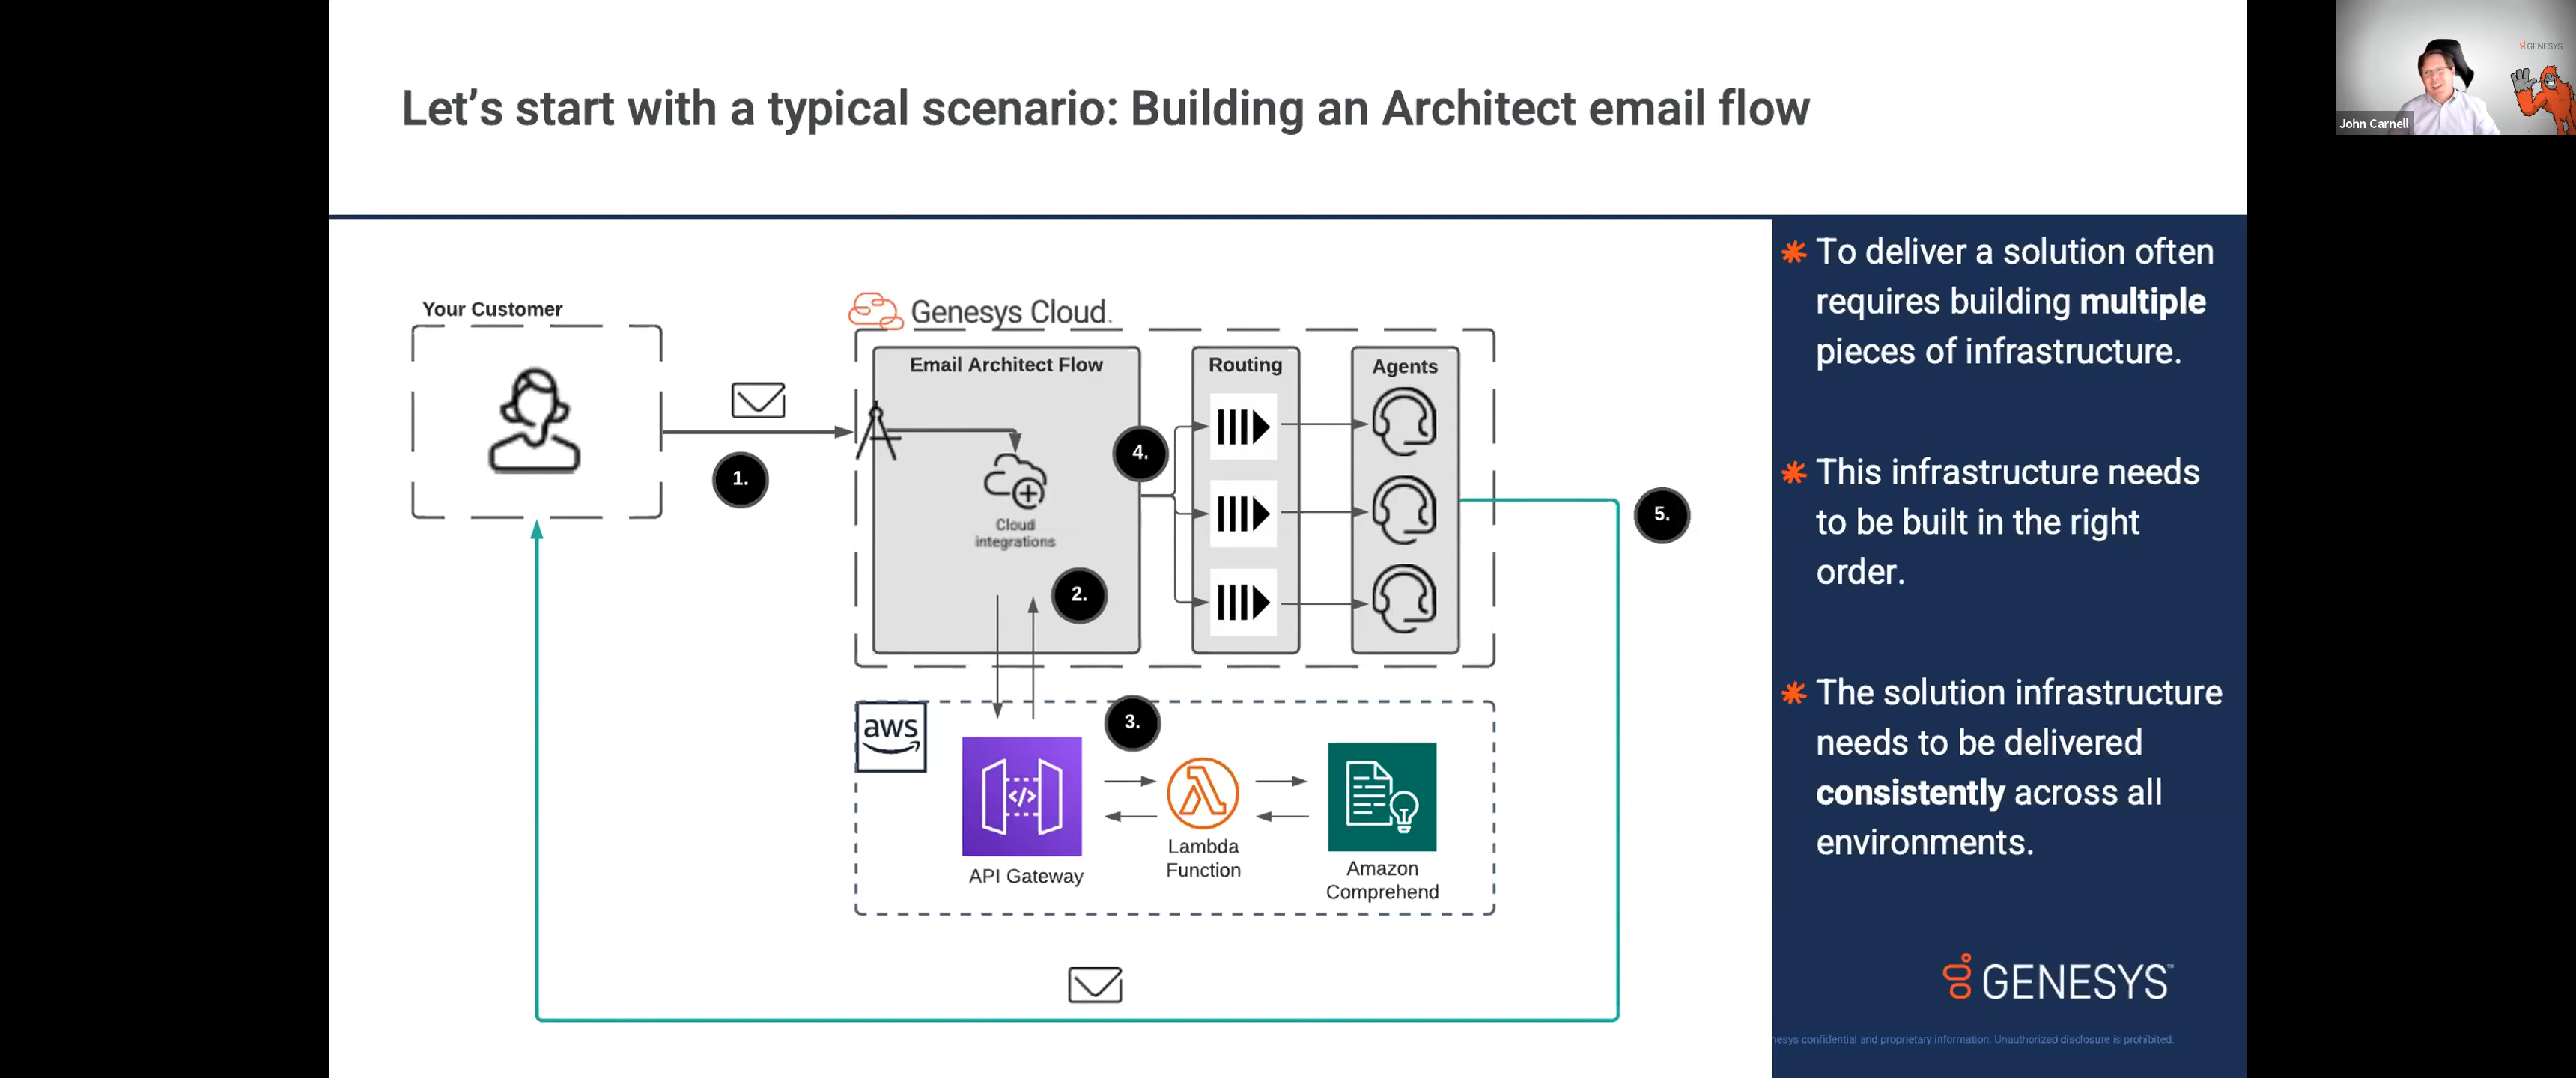 Let's start with a typical scenario: Building an Architect email flow
GENESYS
John Carnell
Your Customer
1.
Genesys Cloud
Email Architect Flow
Cloud
integrations
2.
4.
Routing
Agents
5.
aws
3.
API Gateway
Lambda
Function
Amazon
Comprehend
* To deliver a solution often
requires building multiple
pieces of infrastructure.
* This infrastructure needs
to be built in the right
order.
* The solution infrastructure
needs to be delivered
consistently across all
environments.
GENESYS™
confidential and proprietary information. Unauthorized disclosure is prohibited.